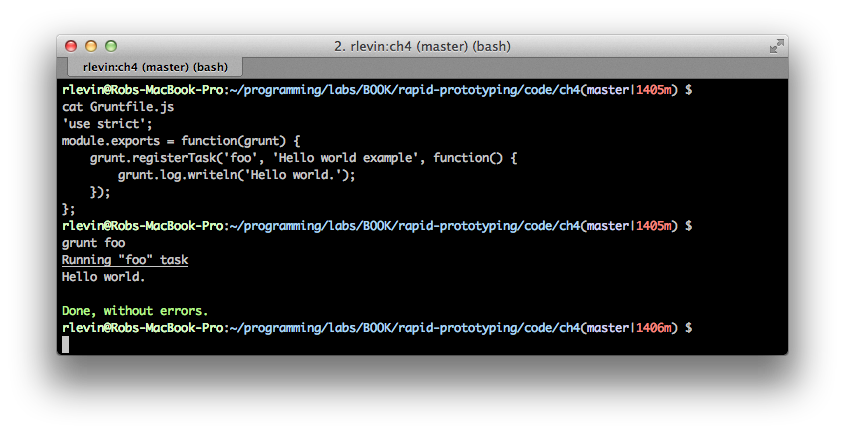 2. rlevin:ch4 (master) (bash)
rlevin:ch4 (master) (bash)
rlevin@Robs-MacBook-Pro:~/programming/labs/BOOK/rapid-prototyping/code/ch4(master|1405m) $
cat Gruntfile.js
'use strict';
module.exports = function(grunt) {
    grunt.registerTask('foo', 'Hello world example', function() {
        grunt.log.writeln('Hello world.');
    });
};
rlevin@Robs-MacBook-Pro:~/programming/labs/BOOK/rapid-prototyping/code/ch4(master|1405m) $
grunt foo
Running "foo" task
Hello world.

Done, without errors.
rlevin@Robs-MacBook-Pro:~/programming/labs/BOOK/rapid-prototyping/code/ch4(master|1406m) $